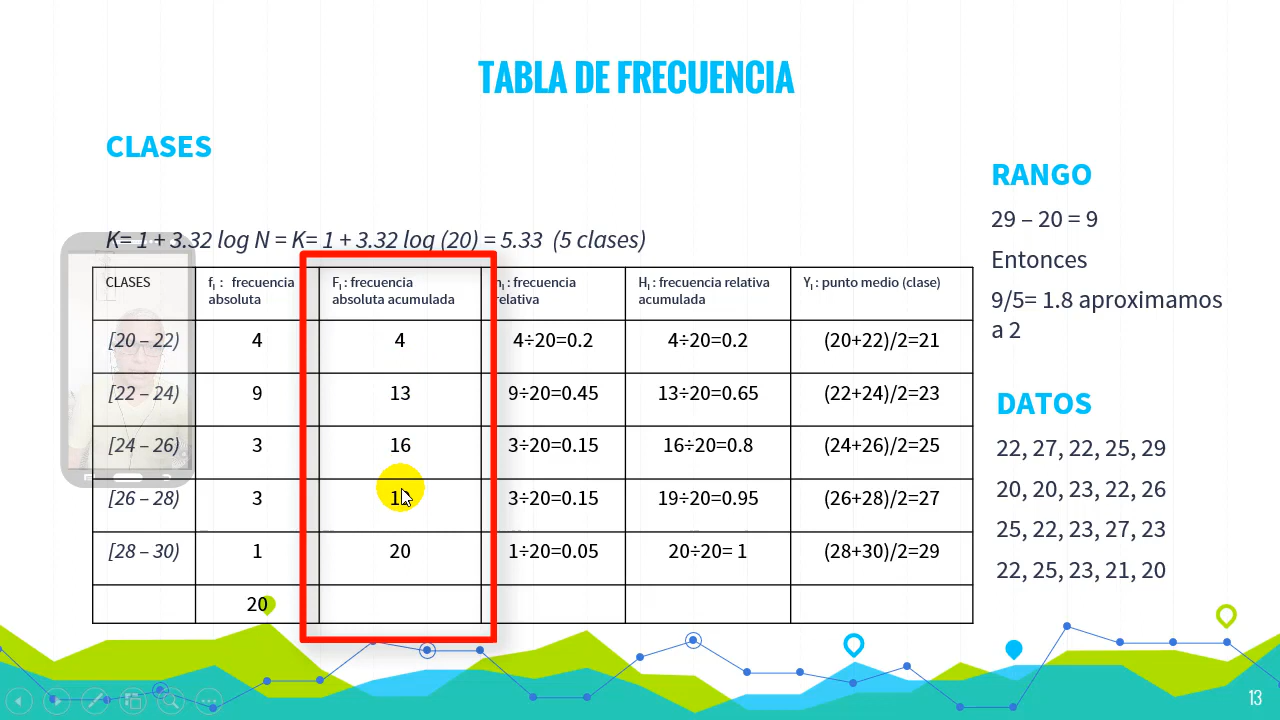 TABLA DE FRECUENCIA
CLASES
K= 1 + 3.32 log N = K= 1 + 3.32 log (20) = 5.33 (5 clases)
CLASES fI : frecuencia absoluta FI : frecuencia absoluta acumulada : frecuencia relativa HI : frecuencia relativa acumulada YI : punto medio (clase)
[20 – 22) 4 4 4÷20=0.2 4÷20=0.2 (20+22)/2=21
[22 – 24) 9 13 9÷20=0.45 13÷20=0.65 (22+24)/2=23
[24 – 26) 3 16 3÷20=0.15 16÷20=0.8 (24+26)/2=25
[26 – 28) 3 3÷20=0.15 19÷20=0.95 (26+28)/2=27
[28 – 30) 1 20 1÷20=0.05 20÷20= 1 (28+30)/2=29
20
RANGO
29 – 20 = 9
Entonces
9/5= 1.8 aproximamos
a 2
DATOS
22, 27, 22, 25, 29
20, 20, 23, 22, 26
25, 22, 23, 27, 23
22, 25, 23, 21, 20
13